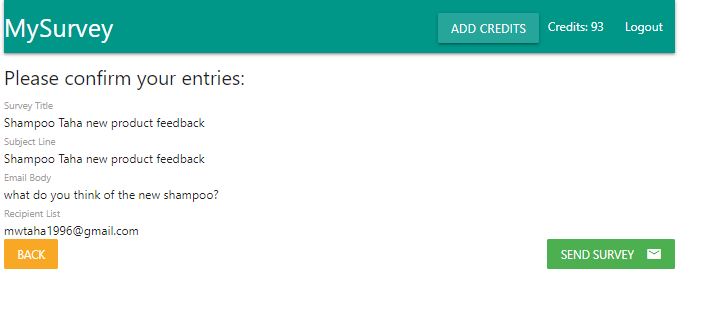 MySurvey
ADD CREDITS
Credits: 93
Logout
Please confirm your entries:
Survey Title
Shampoo Taha new product feedback
Subject Line
Shampoo Taha new product feedback
Email Body
what do you think of the new shampoo?
Recipient List
mwtaha1996@gmail.com
BACK
SEND SURVEY